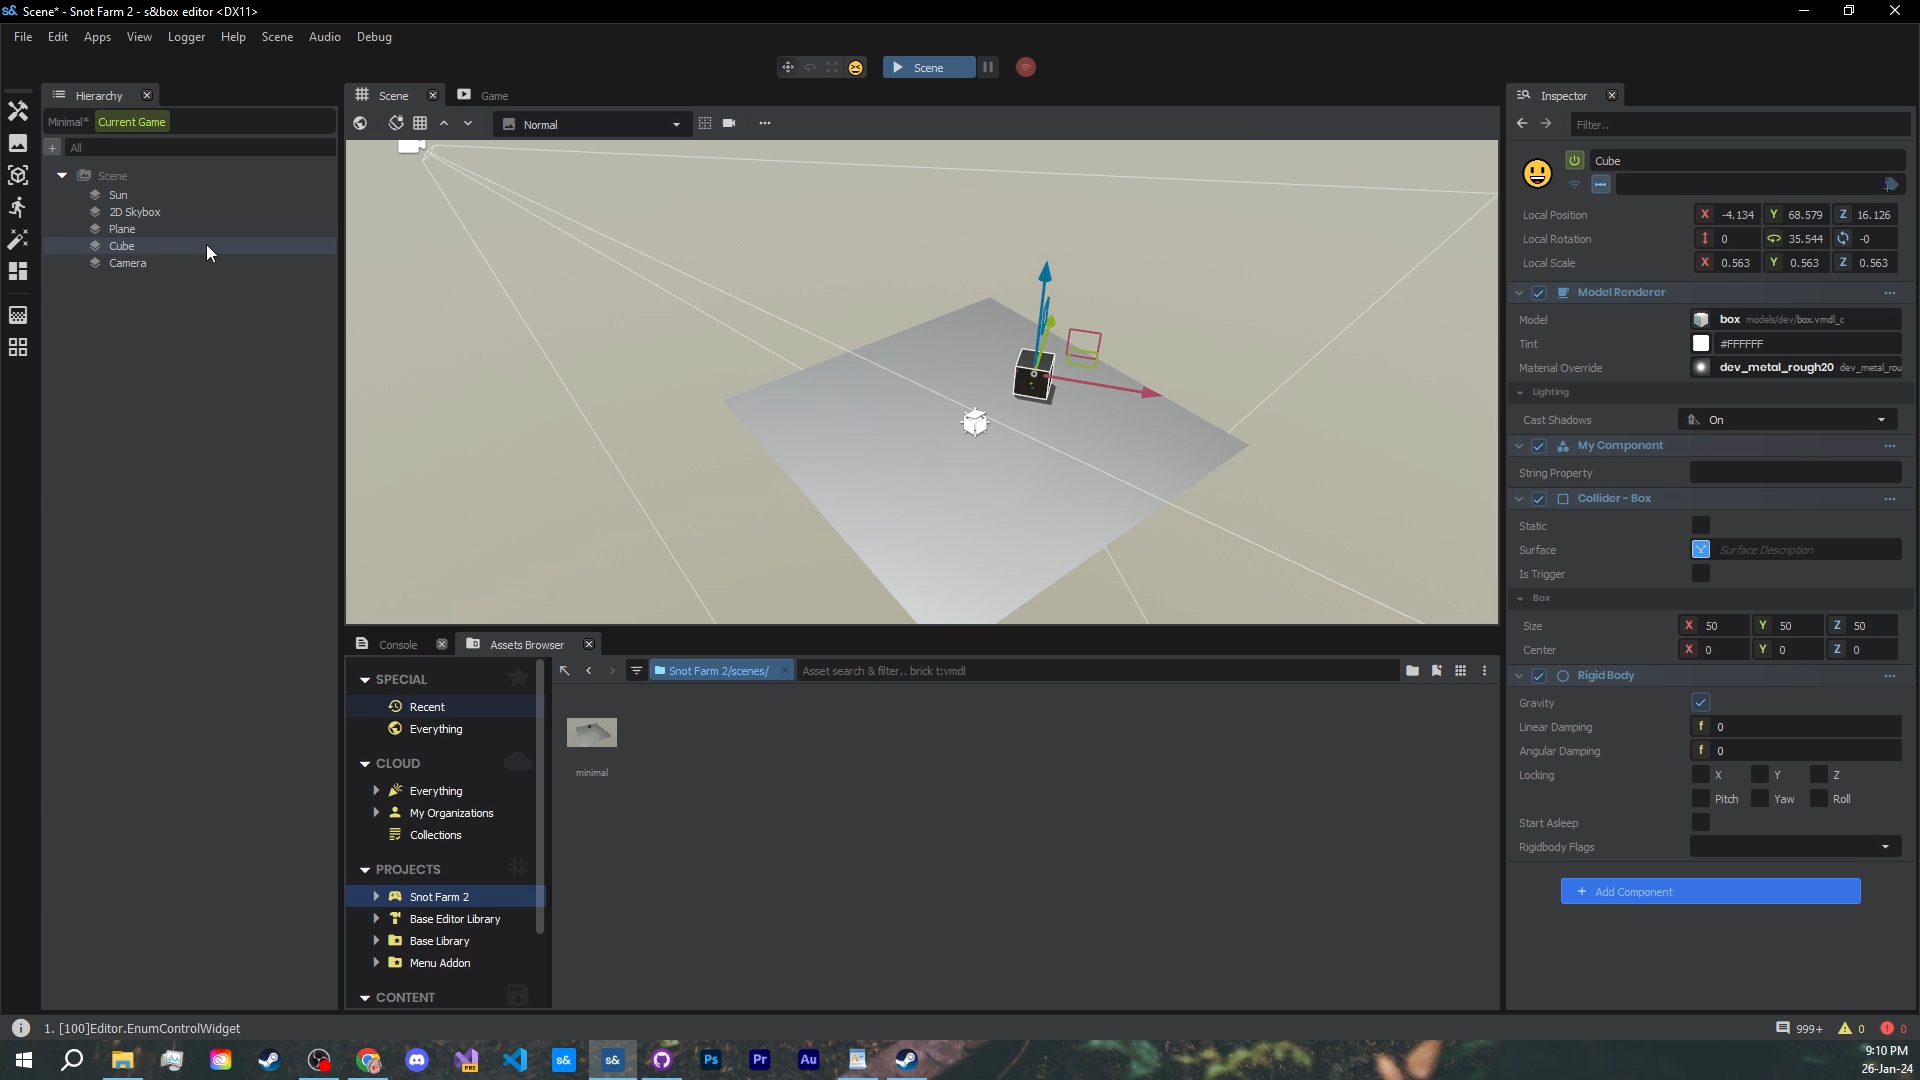 s& Scene* - Snot Farm 2 - s&box editor <DX11>
File Edit Apps View Logger Help Scene Audio Debug
Scene
Hierarchy
Minimal* Current Game
All
Scene
Sun
2D Skybox
Plane
Cube
Camera
Scene Game
Normal
Console Assets Browser
SPECIAL
Recent
Everything
CLOUD
Everything
My Organizations
Collections
PROJECTS
Snot Farm 2
Base Editor Library
Base Library
Menu Addon
CONTENT
Snot Farm 2/scenes/ Asset search & filter.. brick t:vmdl
minimal
Inspector
Filter..
Cube
Local Position X -4.134 Y 68.579 Z 16.126
Local Rotation 0 35.544 -0
Local Scale X 0.563 Y 0.563 Z 0.563
Model Renderer
Model box models/dev/box.vmdl_c
Tint #FFFFFF
Material Override dev_metal_rough20 dev_metal_rou
Lighting
Cast Shadows On
My Component
String Property
Collider - Box
Static
Surface Surface Description
Is Trigger
Box
Size X 50 Y 50 Z 50
Center X 0 Y 0 Z 0
Rigid Body
Gravity
Linear Damping f 0
Angular Damping f 0
Locking X Y Z
Pitch Yaw Roll
Start Asleep
Rigidbody Flags
+ Add Component
1. [100]Editor.EnumControlWidget
999+ 0 0
PRE s& s& Ps Pr Au
9:10 PM
26-Jan-24